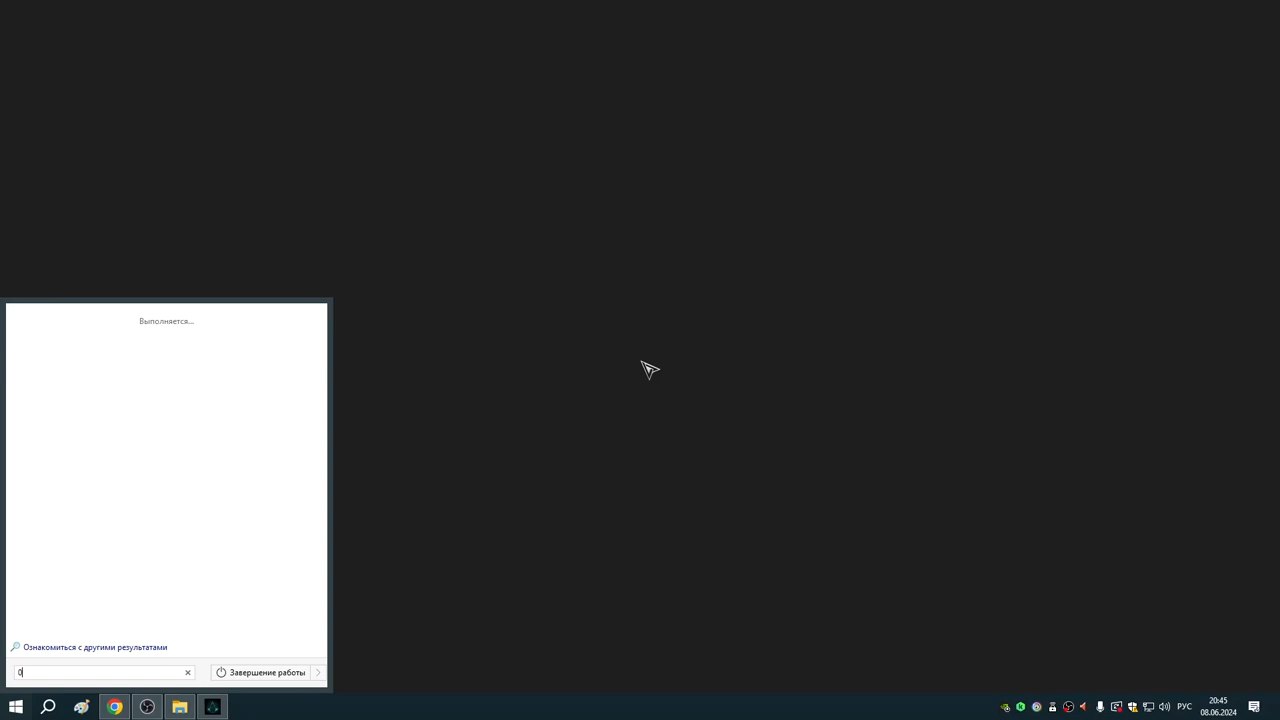 Выполняется...
Ознакомиться с другими результатами
0
Завершение работы
РУС
20:45
08.06.2024